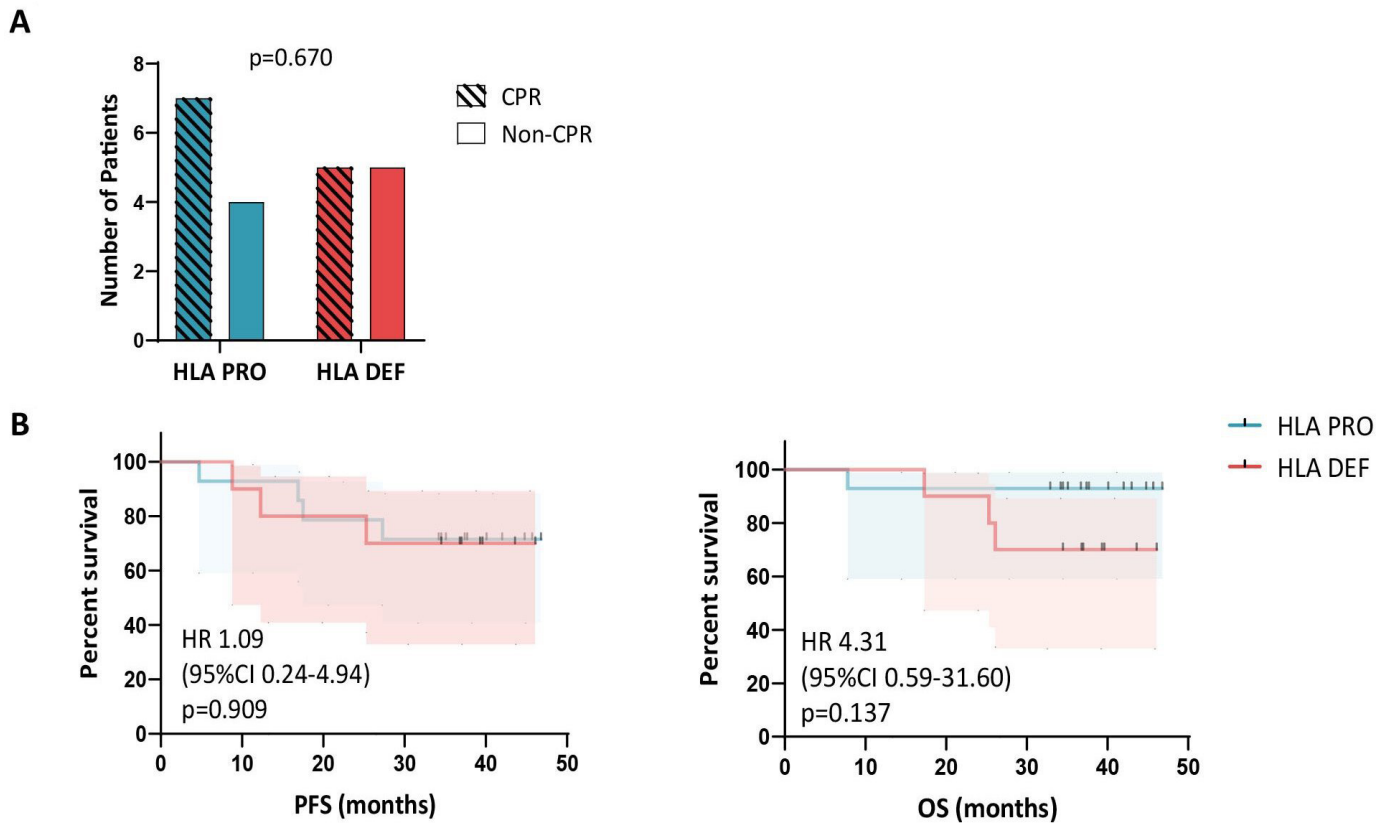 A
p=0.670
8
6
4
2
0
Number of Patients
HLA PRO
HLA DEF
CPR
Non-CPR
B
100
80
60
40
20
0
Percent survival
HR 1.09
(95%CI 0.24-4.94)
p=0.909
0 10 20 30 40 50
PFS (months)
100
80
60
40
20
0
Percent survival
HR 4.31
(95%CI 0.59-31.60)
p=0.137
0 10 20 30 40 50
OS (months)
HLA PRO
HLA DEF